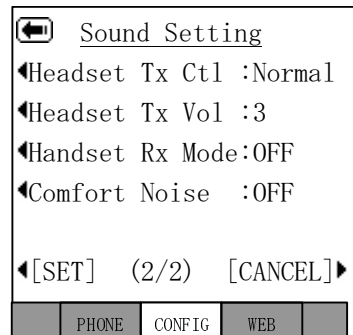 Sound Setting
Headset Tx Ctl :Normal
Headset Tx Vol :3
Handset Rx Mode:OFF
Comfort Noise :OFF
[SET] (2/2) [CANCEL]
PHONE CONFIG WEB